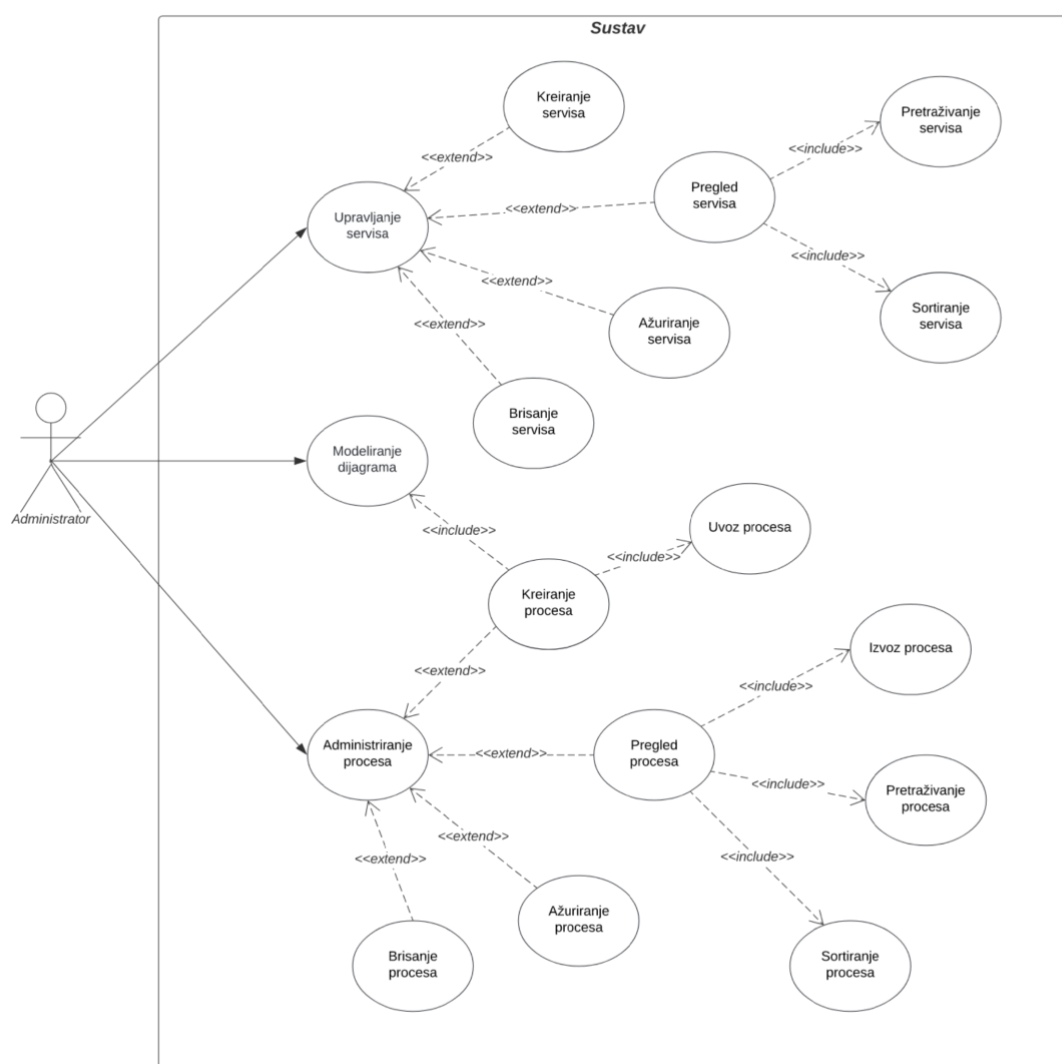 Sustav
Kreiranje
servisa
Pretraživanje
servisa
<<include>>
<<extend>>
Pregled
servisa
Upravljanje
servisa
<<extend>>
<<include>>
<<extend>>
Sortiranje
servisa
<<extend>>
Ažuriranje
servisa
Brisanje
servisa
Modeliranje
dijagrama
Administrator
<<include>>
Uvoz procesa
<<include>>
Kreiranje
procesa
Izvoz procesa
<<extend>>
<<include>>
Administriranje
procesa
<<extend>>
Pregled
procesa
<<include>>
Pretraživanje
procesa
<<extend>>
<<extend>>
<<include>>
Ažuriranje
procesa
Brisanje
procesa
Sortiranje
procesa